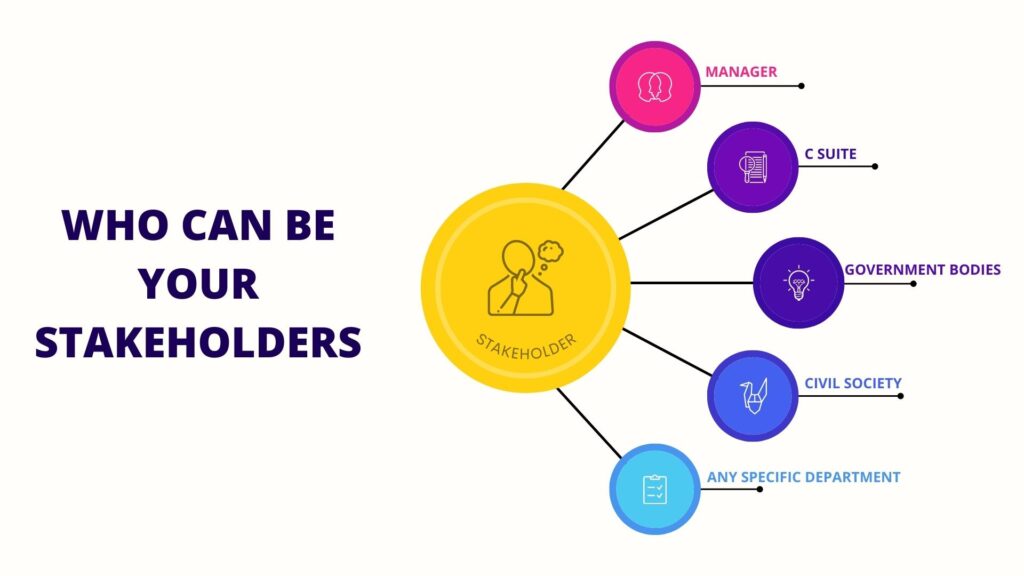 WHO CAN BE
YOUR
STAKEHOLDERS
STAKEHOLDER
MANAGER
C SUITE
GOVERNMENT BODIES
CIVIL SOCIETY
ANY SPECIFIC DEPARTMENT